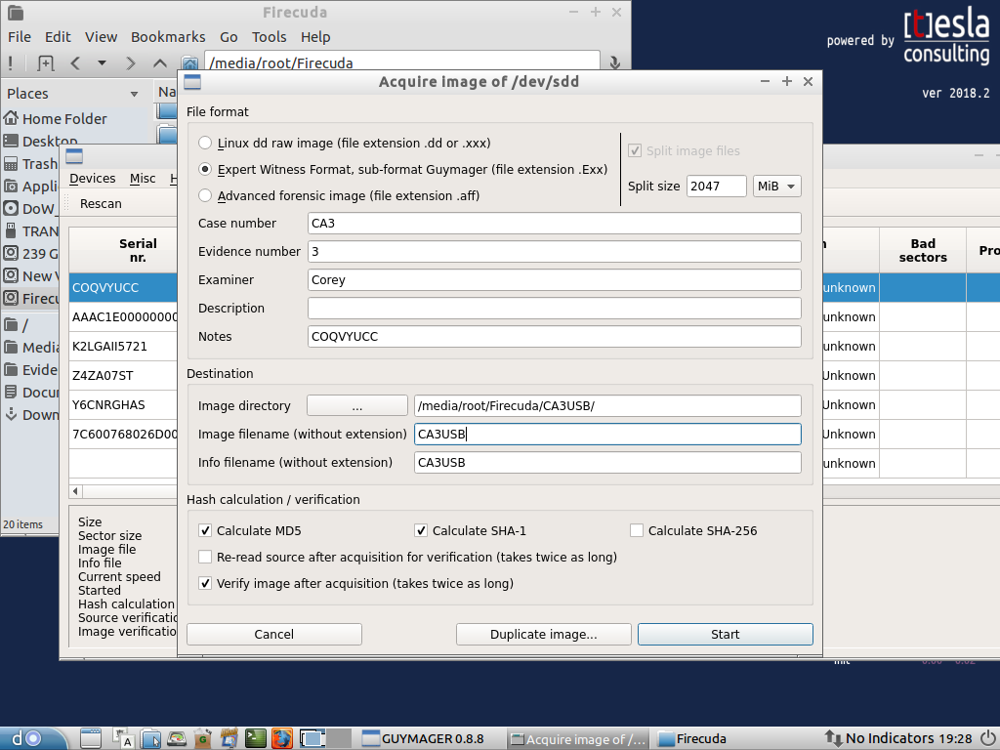 Firecuda
File Edit View Bookmarks Go Tools Help
/media/root/Firecuda
Places
Na
Home Folder
Desktop
Trash
Appli
DoW_
TRAN
239 G
New V
Firecu
/
Media
Evide
Docu
Down
20 items
powered by
[t]esla
consulting
ver 2018.2
Devices Misc H
Rescan
Serial
nr.
COQVYUCC
AAAC1E00000000
K2LGAII5721
Z4ZA07ST
Y6CNRGHAS
7C600768026D00
Bad
sectors
Pro
unknown
unknown
unknown
unknown
unknown
unknown
unknown
Size
Sector size
Image file
Info file
Current speed
Started
Hash calculation
Source verificatio
Image verificatio
Acquire image of /dev/sdd
File format
Linux dd raw image (file extension .dd or .xxx)
Expert Witness Format, sub-format Guymager (file extension .Exx)
Advanced forensic image (file extension .aff)
Split image files
Split size 2047 MiB
Case number CA3
Evidence number 3
Examiner Corey
Description
Notes COQVYUCC
Destination
Image directory ... /media/root/Firecuda/CA3USB/
Image filename (without extension) CA3USB
Info filename (without extension) CA3USB
Hash calculation / verification
Calculate MD5 Calculate SHA-1 Calculate SHA-256
Re-read source after acquisition for verification (takes twice as long)
Verify image after acquisition (takes twice as long)
Cancel Duplicate image... Start
GUYMAGER 0.8.8 Acquire image of /... Firecuda No Indicators 19:28